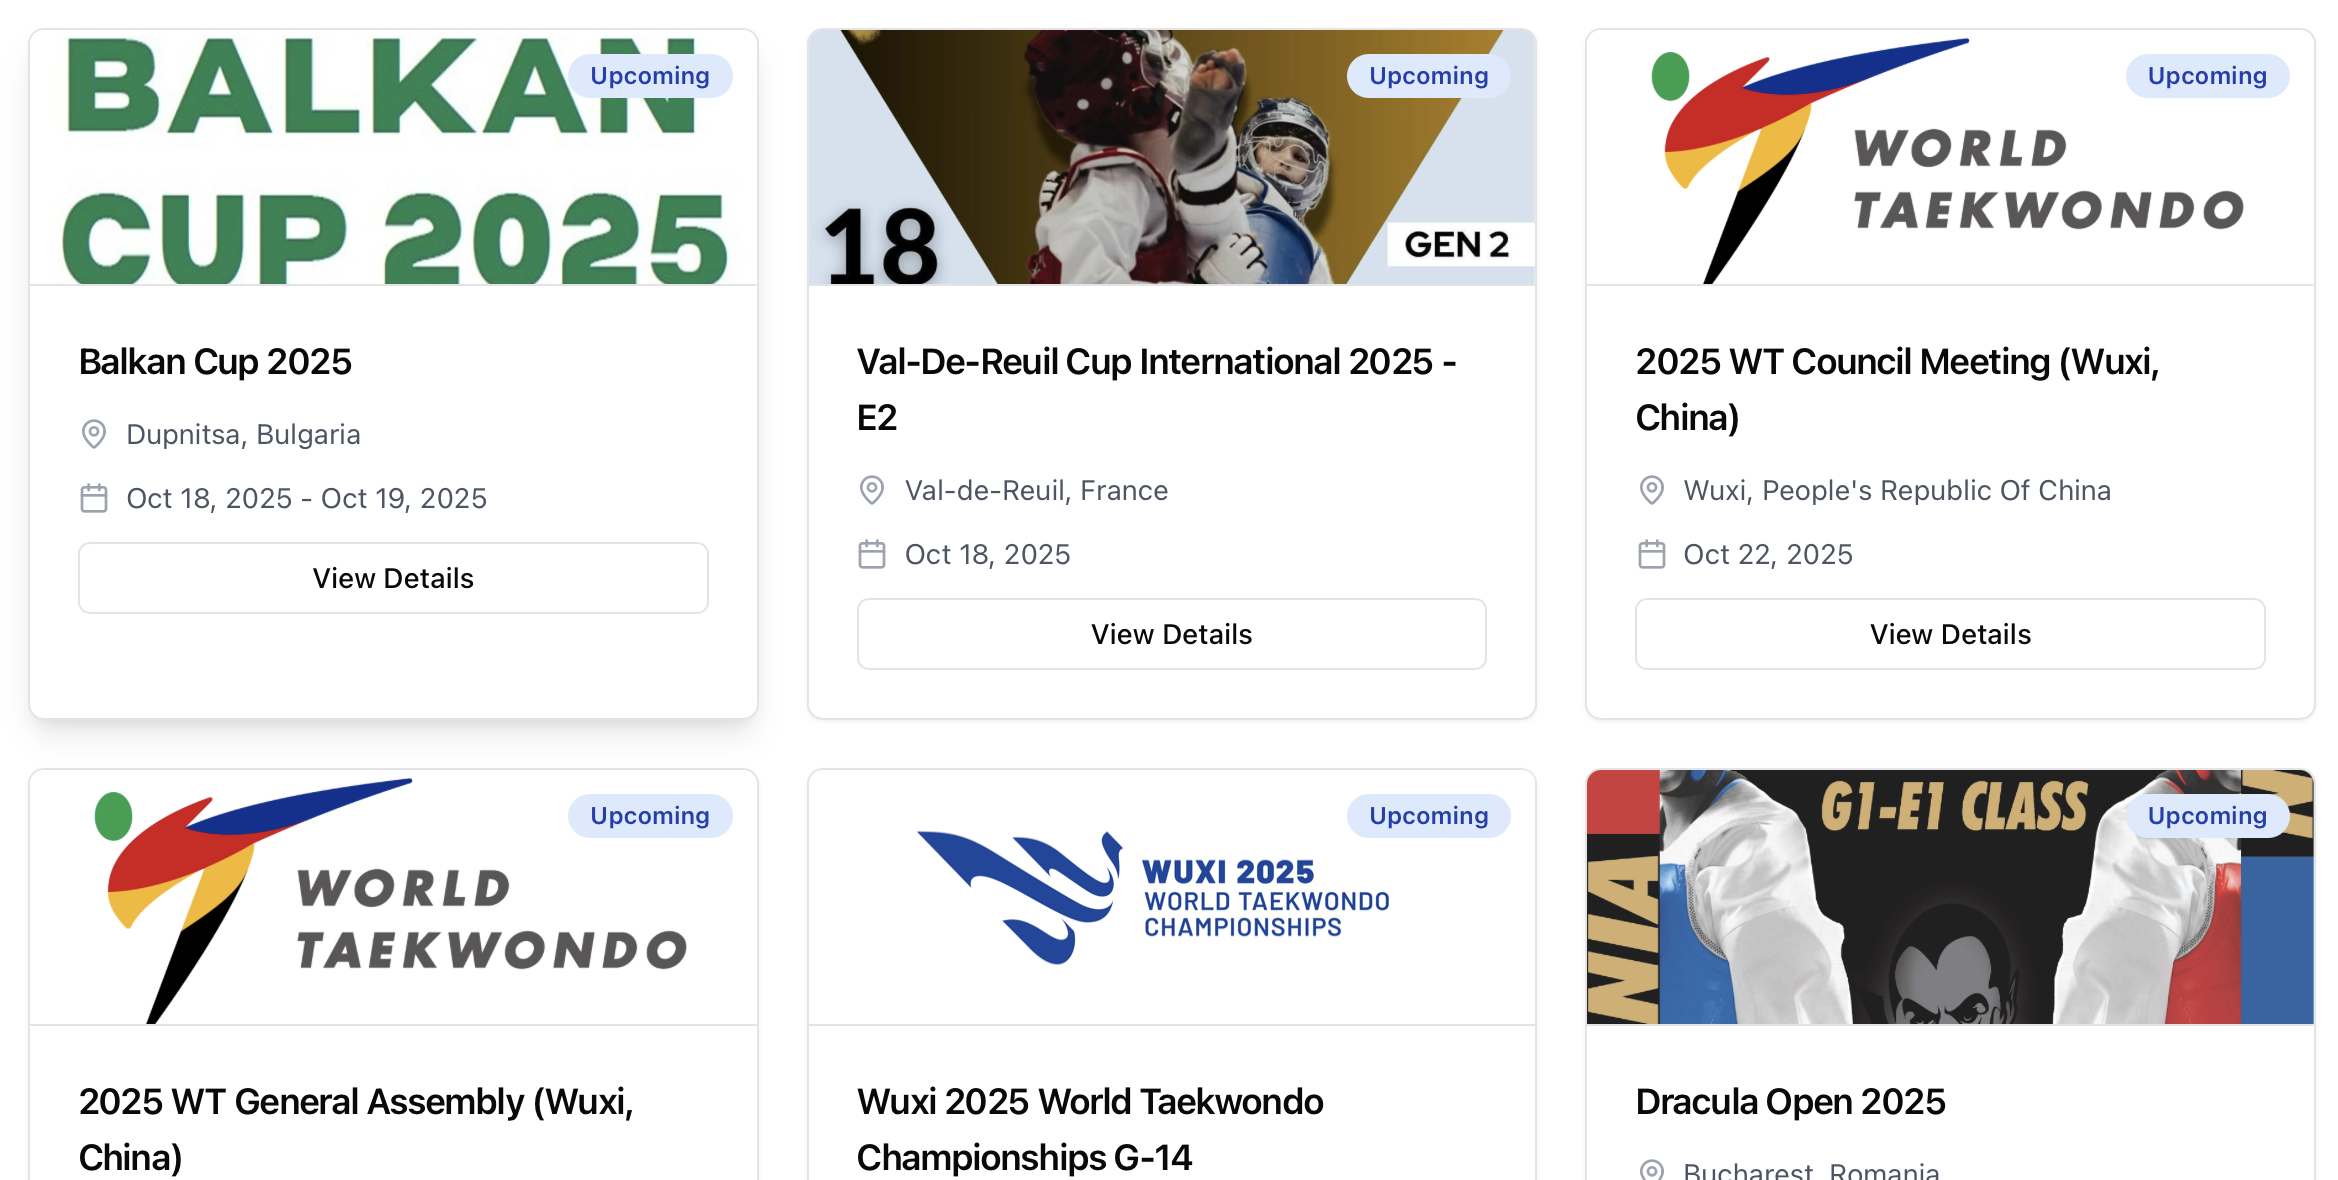 BALKAN
CUP 2025
Upcoming
Balkan Cup 2025
Dupnitsa, Bulgaria
Oct 18, 2025 - Oct 19, 2025
View Details
18
GEN 2
Upcoming
Val-De-Reuil Cup International 2025 -
E2
Val-de-Reuil, France
Oct 18, 2025
View Details
WORLD
TAEKWONDO
Upcoming
2025 WT Council Meeting (Wuxi,
China)
Wuxi, People's Republic Of China
Oct 22, 2025
View Details
WORLD
TAEKWONDO
Upcoming
2025 WT General Assembly (Wuxi,
China)
WUXI 2025
WORLD TAEKWONDO
CHAMPIONSHIPS
Upcoming
Wuxi 2025 World Taekwondo
Championships G-14
G1-E1 CLASS
NIA
Upcoming
Dracula Open 2025
Bucharest, Romania